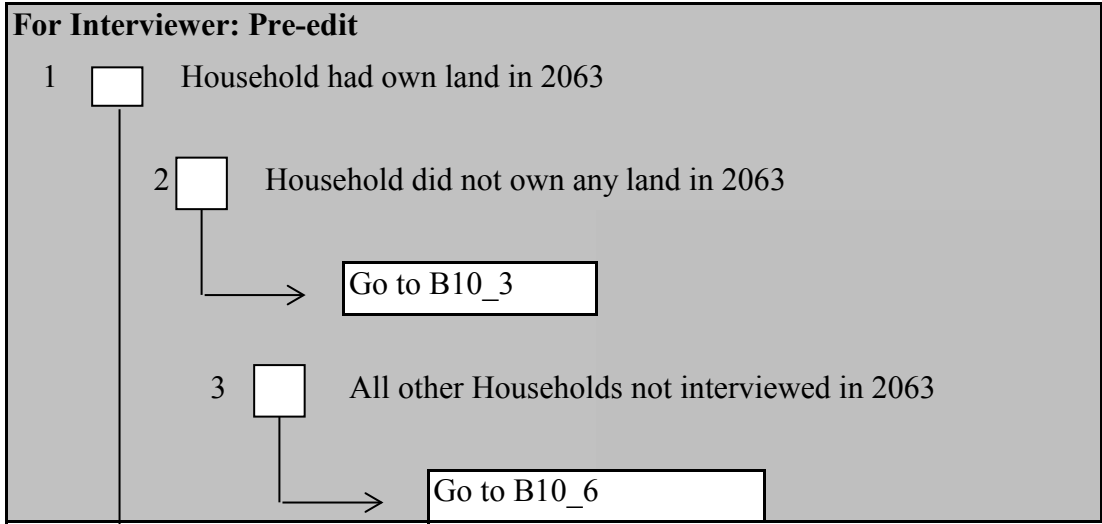 For Interviewer: Pre-edit
1 Household had own land in 2063
2 Household did not own any land in 2063
Go to B10_3
3 All other Households not interviewed in 2063
Go to B10_6